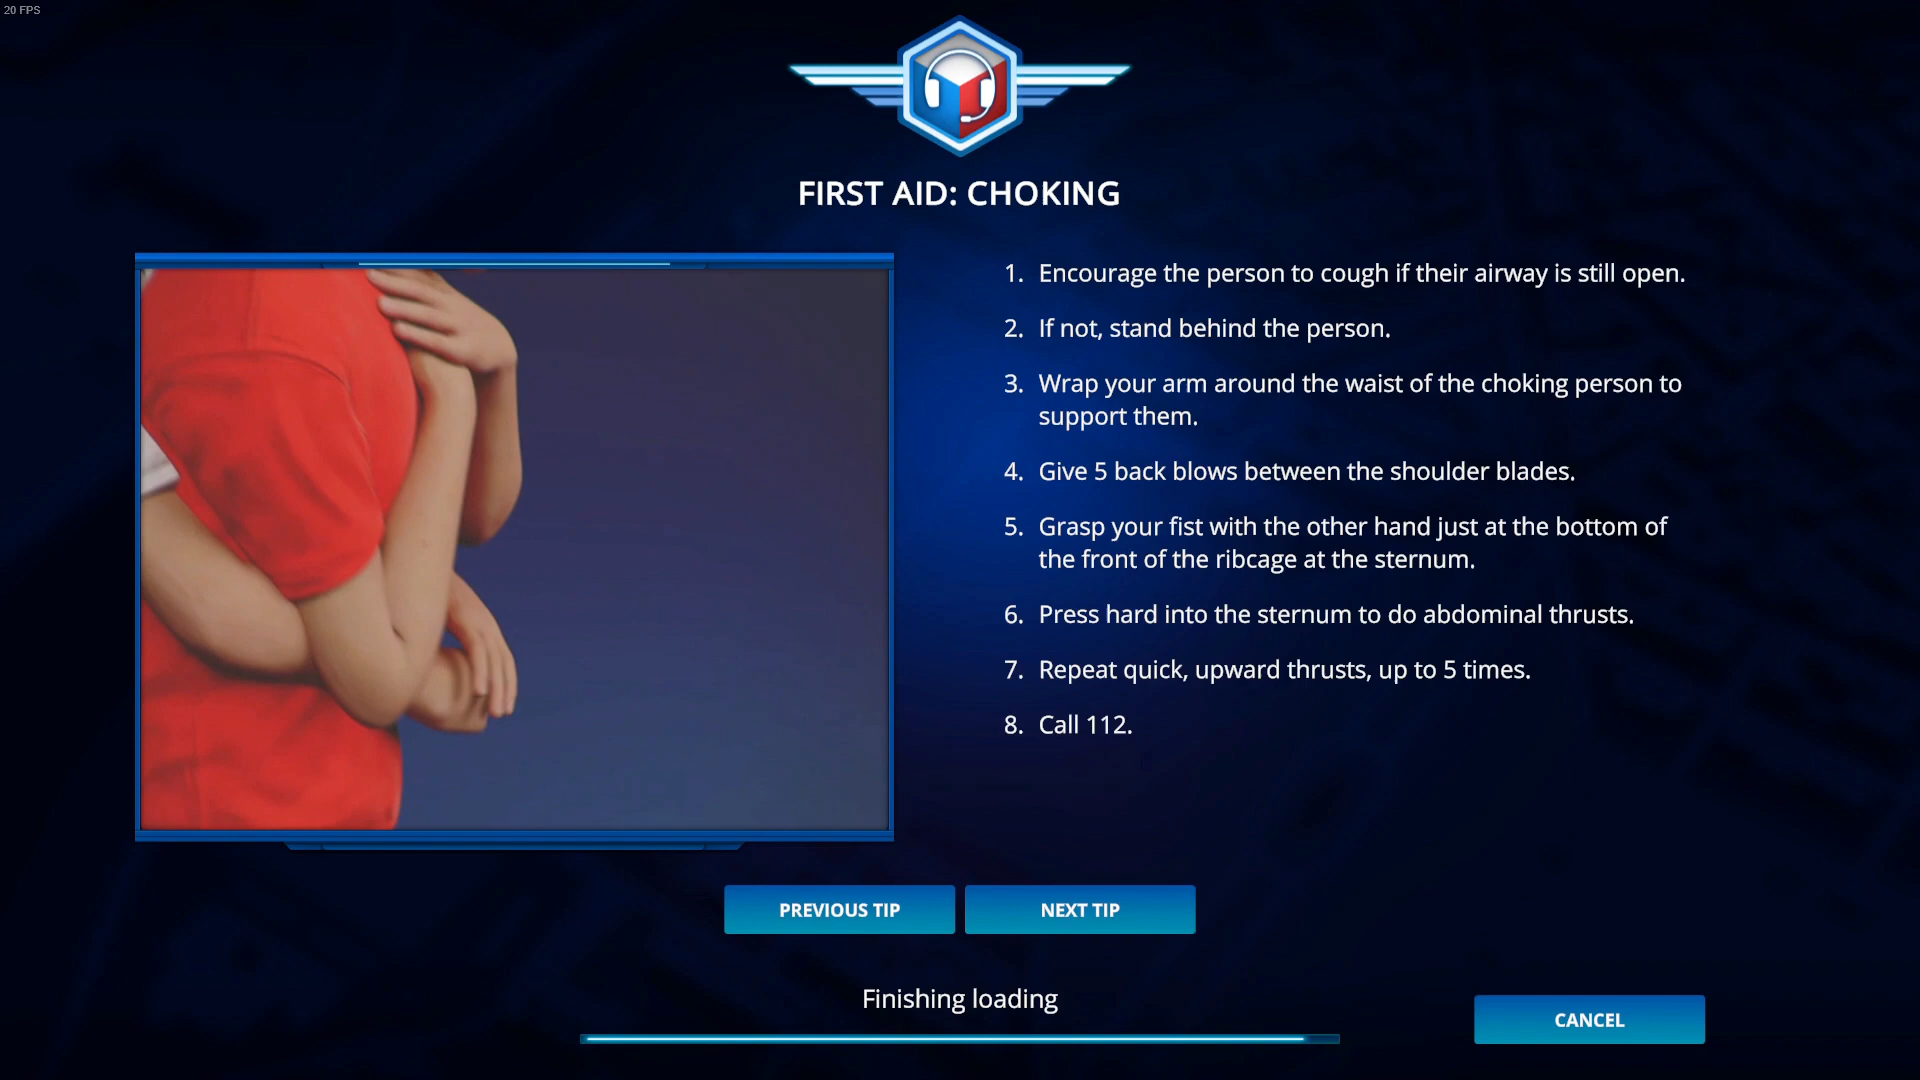 20 FPS
FIRST AID: CHOKING
1. Encourage the person to cough if their airway is still open.
2. If not, stand behind the person.
3. Wrap your arm around the waist of the choking person to
support them.
4. Give 5 back blows between the shoulder blades.
5. Grasp your fist with the other hand just at the bottom of
the front of the ribcage at the sternum.
6. Press hard into the sternum to do abdominal thrusts.
7. Repeat quick, upward thrusts, up to 5 times.
8. Call 112.
PREVIOUS TIP
NEXT TIP
Finishing loading
CANCEL